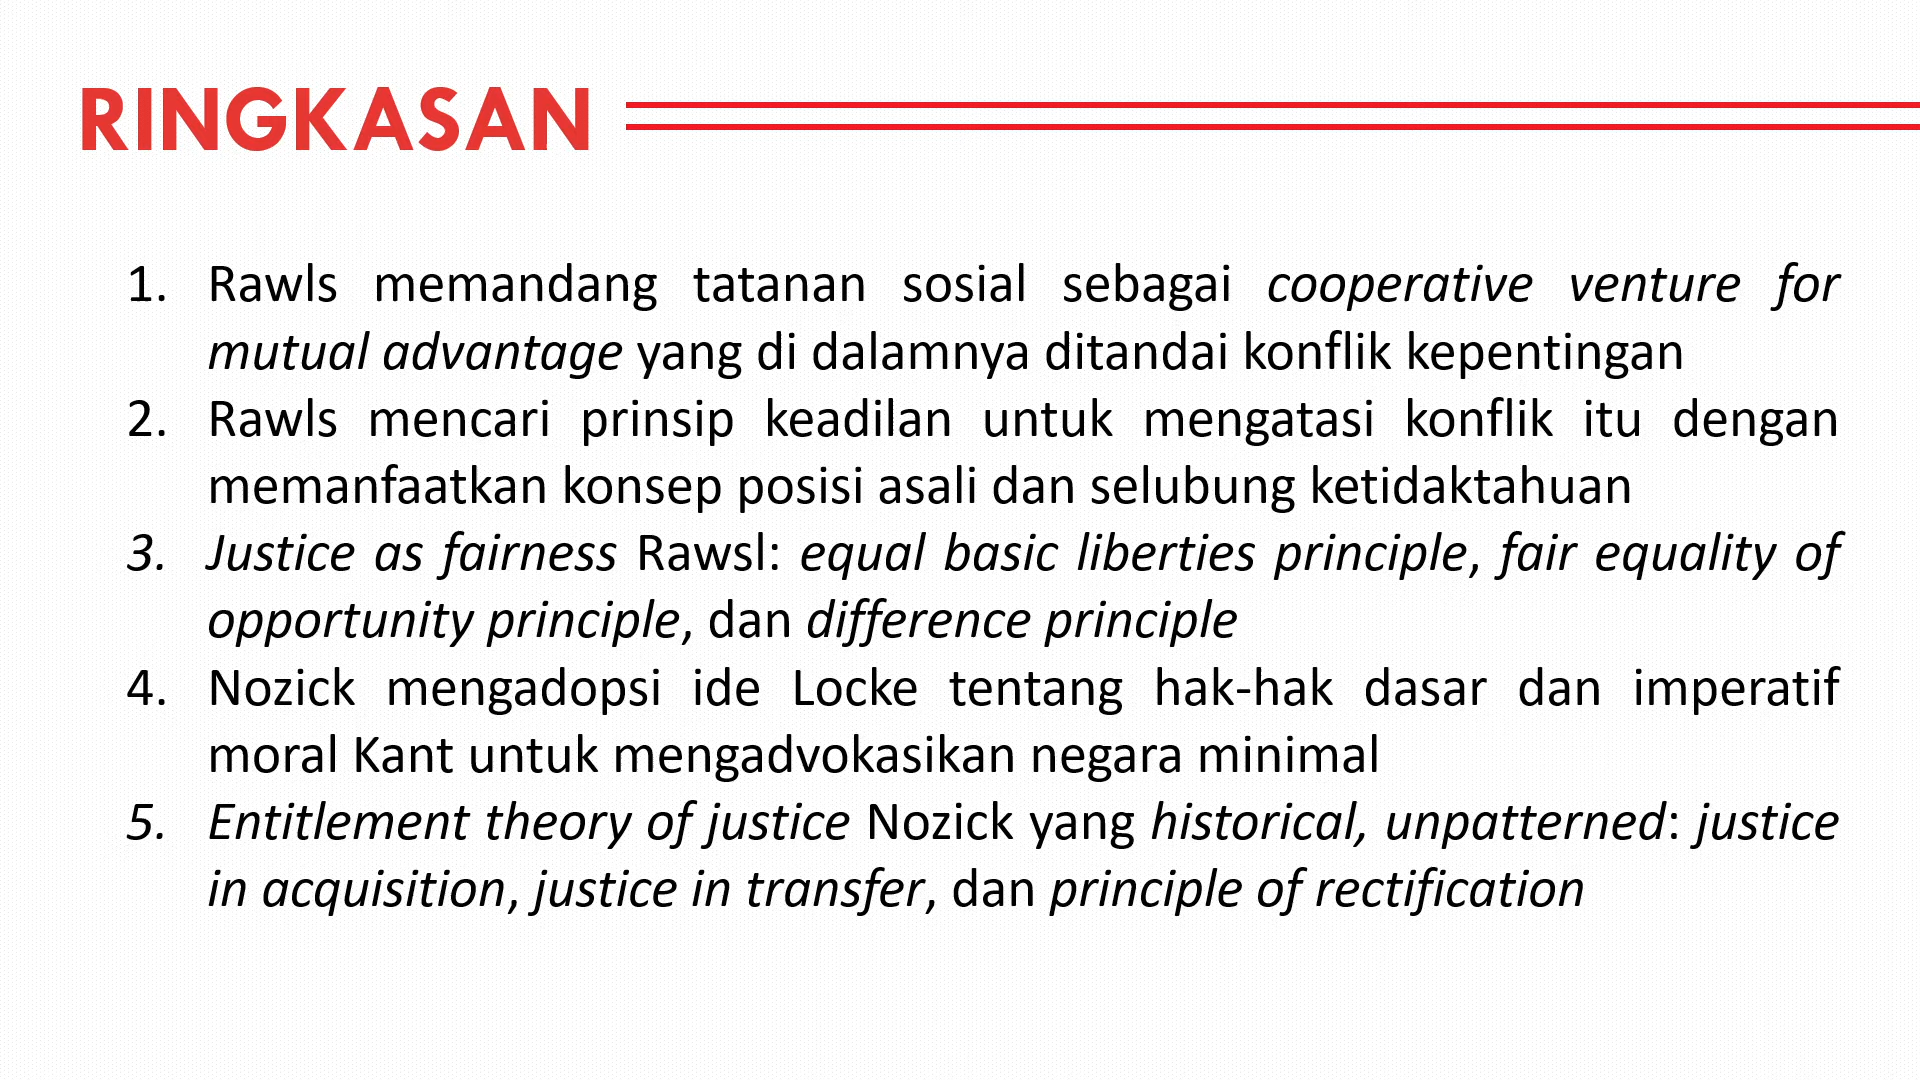 RINGKASAN
1. Rawls memandang tatanan sosial sebagai cooperative venture for
mutual advantage yang di dalamnya ditandai konflik kepentingan
2. Rawls mencari prinsip keadilan untuk mengatasi konflik itu dengan
memanfaatkan konsep posisi asali dan selubung ketidaktahuan
3. Justice as fairness Rawsl: equal basic liberties principle, fair equality of
opportunity principle, dan difference principle
4. Nozick mengadopsi ide Locke tentang hak-hak dasar dan imperatif
moral Kant untuk mengadvokasikan negara minimal
5. Entitlement theory of justice Nozick yang historical, unpatterned: justice
in acquisition, justice in transfer, dan principle of rectification